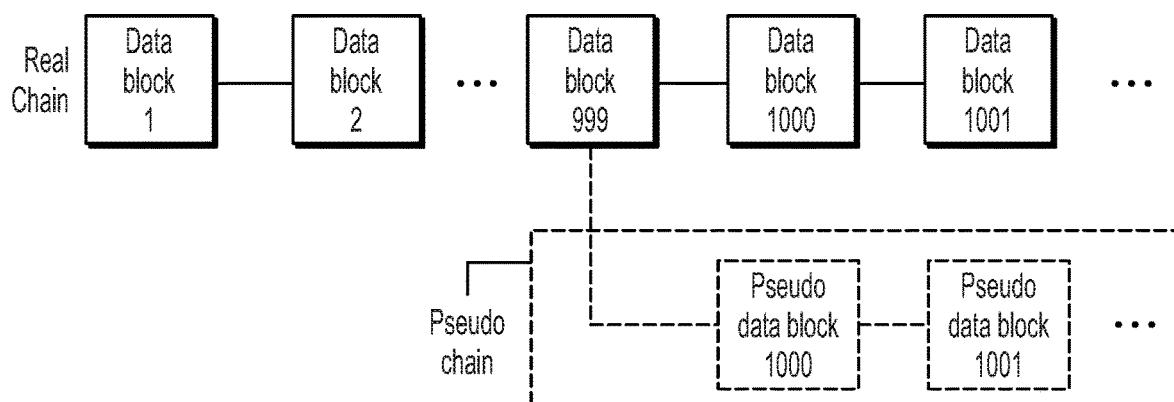 Real
Chain
Data
block
1
Data
block
2
...
Data
block
999
Data
block
1000
Data
block
1001
...
Pseudo
chain
Pseudo
data block
1000
Pseudo
data block
1001
...